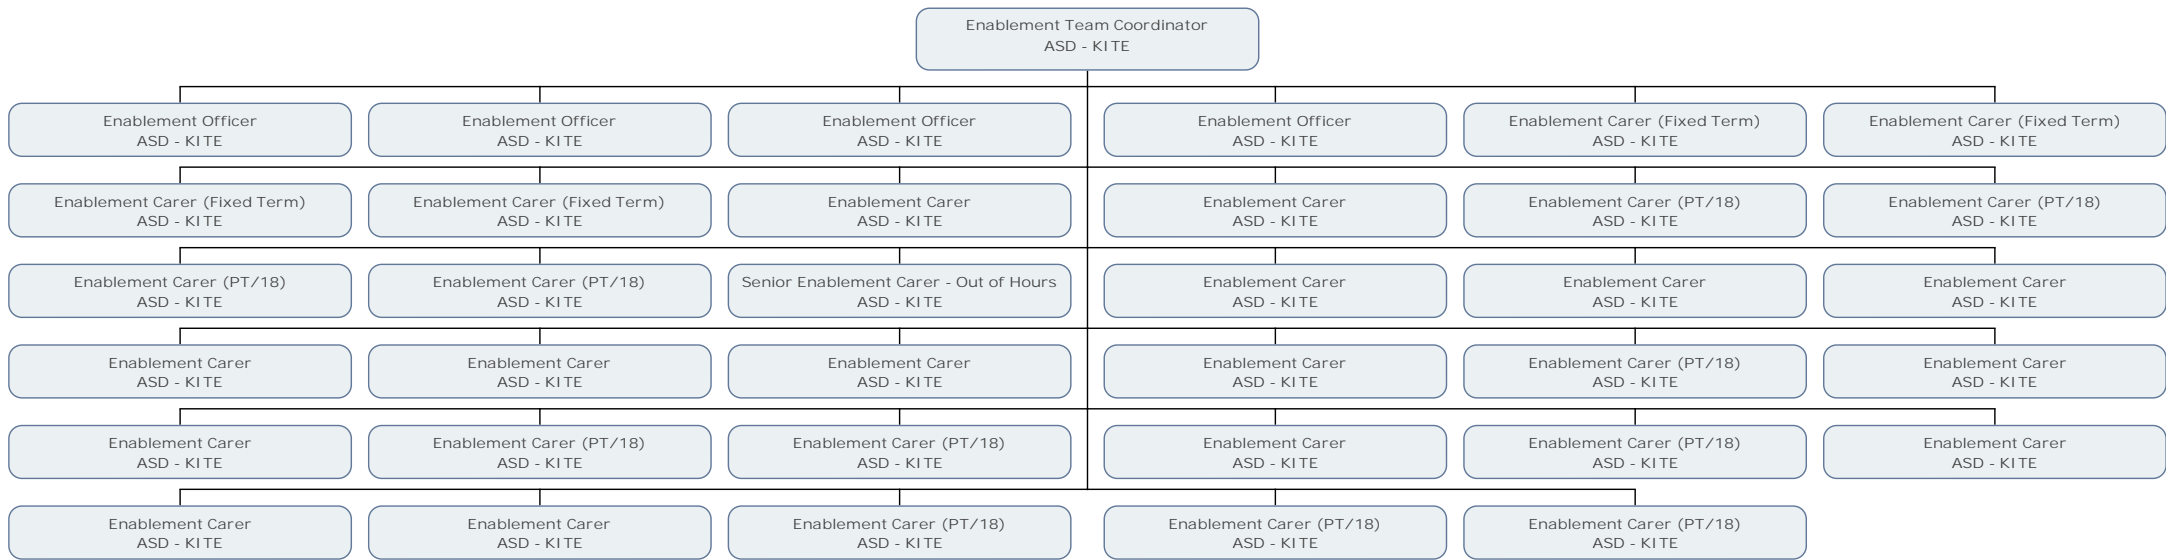 Enablement Team Coordinator
ASD - KITE
Enablement Officer
ASD - KITE
Enablement Officer
ASD - KITE
Enablement Officer
ASD - KITE
Enablement Officer
ASD - KITE
Enablement Carer (Fixed Term)
ASD - KITE
Enablement Carer (Fixed Term)
ASD - KITE
Enablement Carer (Fixed Term)
ASD - KITE
Enablement Carer (Fixed Term)
ASD - KITE
Enablement Carer
ASD - KITE
Enablement Carer
ASD - KITE
Enablement Carer (PT/18)
ASD - KITE
Enablement Carer (PT/18)
ASD - KITE
Enablement Carer (PT/18)
ASD - KITE
Enablement Carer (PT/18)
ASD - KITE
Senior Enablement Carer - Out of Hours
ASD - KITE
Enablement Carer
ASD - KITE
Enablement Carer
ASD - KITE
Enablement Carer
ASD - KITE
Enablement Carer
ASD - KITE
Enablement Carer
ASD - KITE
Enablement Carer
ASD - KITE
Enablement Carer
ASD - KITE
Enablement Carer (PT/18)
ASD - KITE
Enablement Carer
ASD - KITE
Enablement Carer
ASD - KITE
Enablement Carer (PT/18)
ASD - KITE
Enablement Carer (PT/18)
ASD - KITE
Enablement Carer
ASD - KITE
Enablement Carer (PT/18)
ASD - KITE
Enablement Carer
ASD - KITE
Enablement Carer
ASD - KITE
Enablement Carer
ASD - KITE
Enablement Carer (PT/18)
ASD - KITE
Enablement Carer (PT/18)
ASD - KITE
Enablement Carer (PT/18)
ASD - KITE